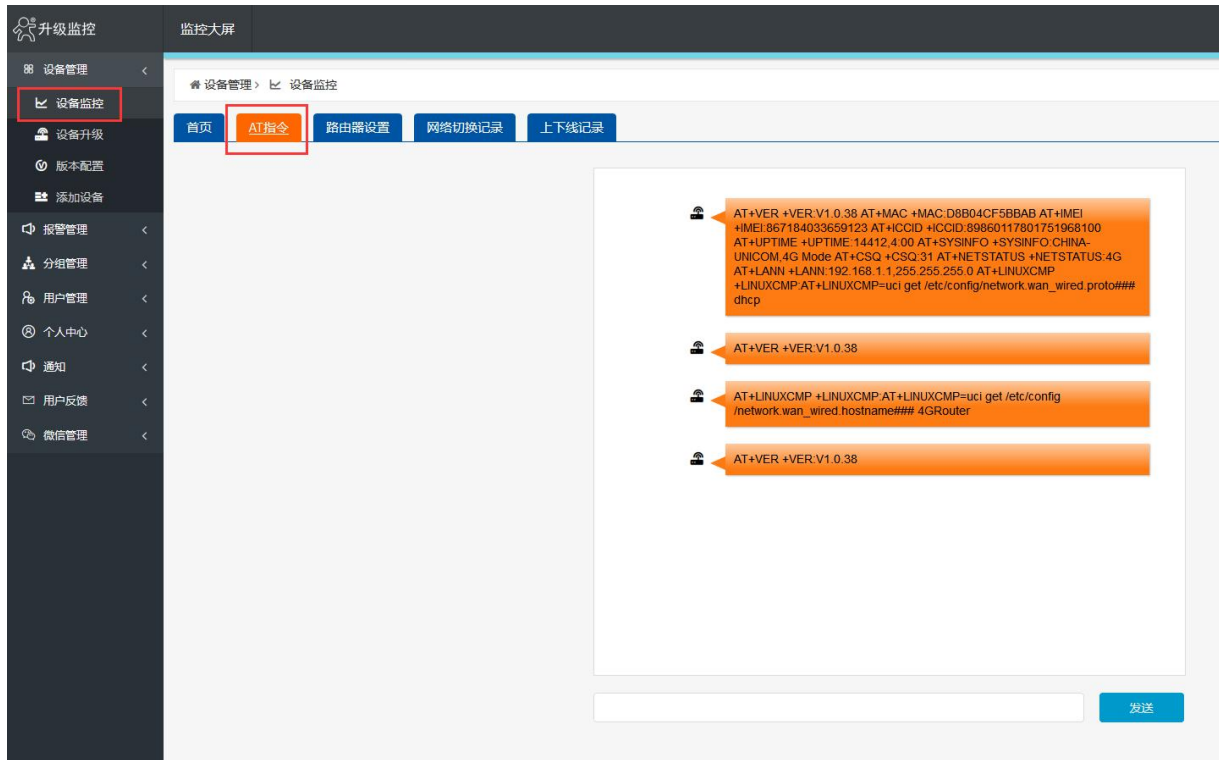 升级监控
监控大屏
设备管理
设备监控
设备升级
版本配置
添加设备
报警管理
分组管理
用户管理
个人中心
通知
用户反馈
微信管理
设备管理> 设备监控
首页
AT指令
路由器设置
网络切换记录
上下线记录
AT+VER +VER:V1.0.38 AT+MAC +MAC:D8B04CF5BBAB AT+IMEI
+IMEI:867184033659123 AT+ICCID +ICCID:89860117801751968100
AT+UPTIME +UPTIME:14412,4:00 AT+SYSINFO +SYSINFO:CHINA-
UNICOM,4G Mode AT+CSQ +CSQ:31 AT+NETSTATUS +NETSTATUS:4G
AT+LANN +LANN:192.168.1.1,255.255.255.0 AT+LINUXCMP
+LINUXCMP:AT+LINUXCMP=uci get /etc/config/network.wan_wired.proto###
dhcp
AT+VER +VER:V1.0.38
AT+LINUXCMP +LINUXCMP:AT+LINUXCMP=uci get /etc/config
/network.wan_wired.hostname### 4GRouter
AT+VER +VER:V1.0.38
发送